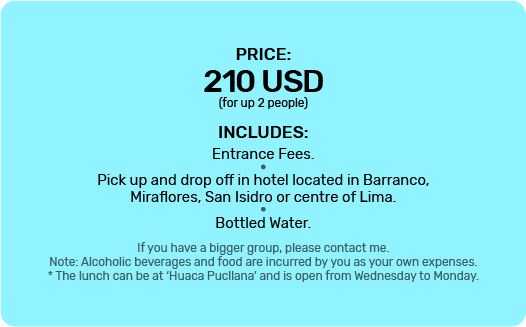 PRICE:
210 USD
(for up 2 people)
INCLUDES:
Entrance Fees.
•
Pick up and drop off in hotel located in Barranco,
Miraflores, San Isidro or centre of Lima.
•
Bottled Water.
If you have a bigger group, please contact me.
Note: Alcoholic beverages and food are incurred by you as your own expenses.
* The lunch can be at ‘Huaca Pucllana’ and is open from Wednesday to Monday.